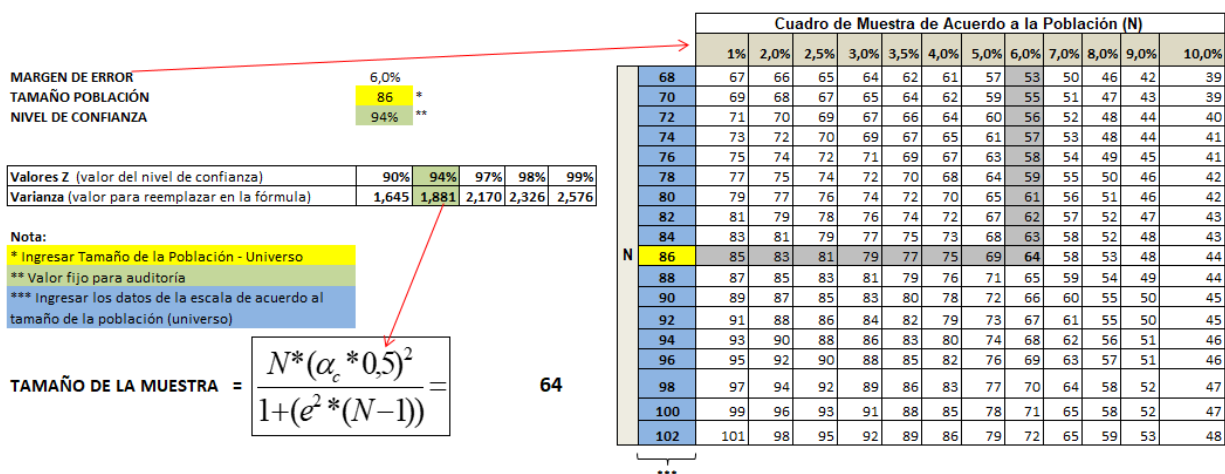 Cuadro de Muestra de Acuerdo a la Población (N)
1% 2,0% 2,5% 3,0% 3,5% 4,0% 5,0% 6,0% 7,0% 8,0% 9,0% 10,0%
MARGEN DE ERROR 6,0%
TAMAÑO POBLACIÓN 86 *
NIVEL DE CONFIANZA 94% **
Valores Z (valor del nivel de confianza) 90% 94% 97% 98% 99%
Varianza (valor para reemplazar en la fórmula) 1,645 1,881 2,170 2,326 2,576
Nota:
* Ingresar Tamaño de la Población - Universo
** Valor fijo para auditoría
*** Ingresar los datos de la escala de acuerdo al
tamaño de la población (universo)
TAMAÑO DE LA MUESTRA = N*(α_c*0,5)² / 1+(e²*(N−1)) = 64
N
68 67 66 65 64 62 61 57 53 50 46 42 39
70 69 68 67 65 64 62 59 55 51 47 43 39
72 71 70 69 67 66 64 60 56 52 48 44 40
74 73 72 70 69 67 65 61 57 53 48 44 41
76 75 74 72 71 69 67 63 58 54 49 45 41
78 77 75 74 72 70 68 64 59 55 50 46 42
80 79 77 76 74 72 70 65 61 56 51 46 42
82 81 79 78 76 74 72 67 62 57 52 47 43
84 83 81 79 77 75 73 68 63 58 52 48 43
86 85 83 81 79 77 75 69 64 58 53 48 44
88 87 85 83 81 79 76 71 65 59 54 49 44
90 89 87 85 83 80 78 72 66 60 55 50 45
92 91 88 86 84 82 79 73 67 61 55 50 45
94 93 90 88 86 83 80 74 68 62 56 51 46
96 95 92 90 88 85 82 76 69 63 57 51 46
98 97 94 92 89 86 83 77 70 64 58 52 47
100 99 96 93 91 88 85 78 71 65 58 52 47
102 101 98 95 92 89 86 79 72 65 59 53 48
***